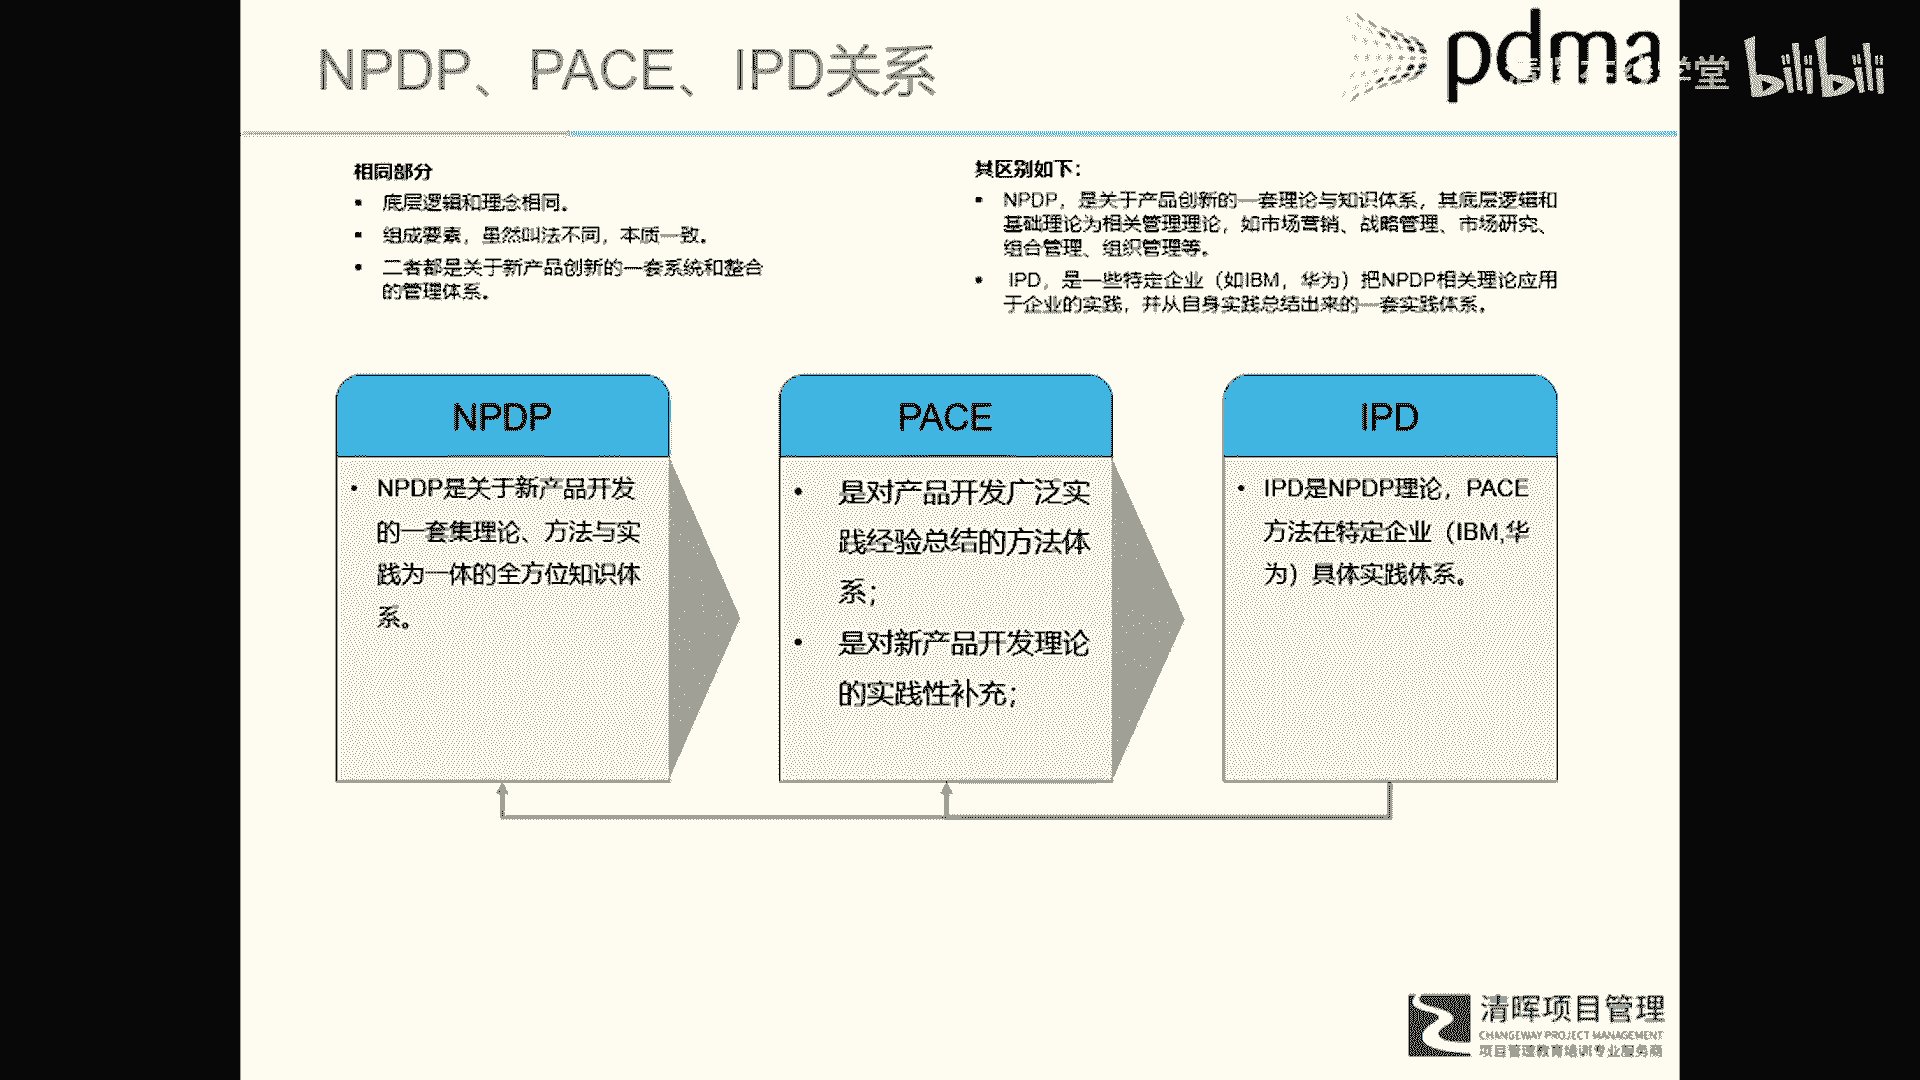 NPDP、PACE、IPD关系
pdma
学堂
bilibili
相同部分
• 底层逻辑和理念相同。
• 组成要素，虽然叫法不同，本质一致。
• 二者都是关于新产品创新的一套系统和整合
的管理体系。
其区别如下：
• NPDP，是关于产品创新的一套理论与知识体系，其底层逻辑和
基础理论为相关管理理论，如市场营销、战略管理、市场研究、
组合管理、组织管理等。
• IPD，是一些特定企业（如IBM，华为）把NPDP相关理论应用
于企业的实践，并从自身实践总结出来的一套实践体系。
NPDP
• NPDP是关于新产品开发
的一套集理论、方法与实
践为一体的全方位知识体
系。
PACE
• 是对产品开发广泛实
践经验总结的方法体
系；
• 是对新产品开发理论
的实践性补充；
IPD
• IPD是NPDP理论，PACE
方法在特定企业（IBM,华
为）具体实践体系。
清晖项目管理
CHANGEWAY PROJECT MANAGEMENT
项目管理教育培训专业服务商